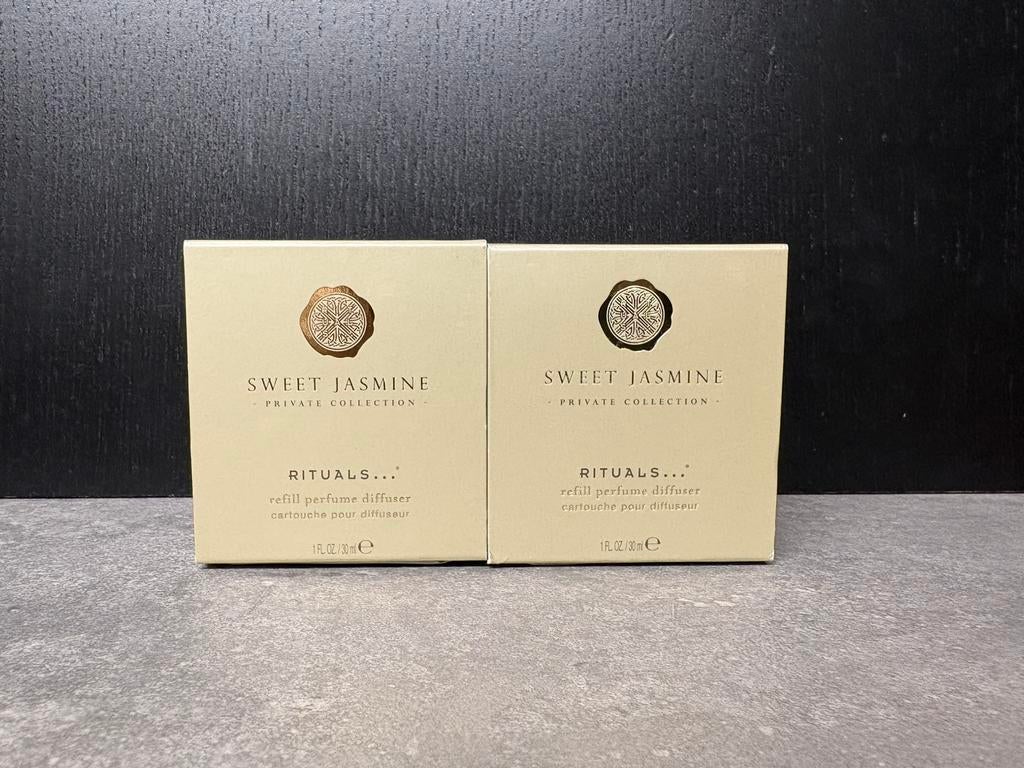 SWEET JASMINE
- PRIVATE COLLECTION -
RITUALS...®
refill perfume diffuser
cartouche pour diffuseur
1 FL. OZ. / 30 ml ℮
SWEET JASMINE
- PRIVATE COLLECTION -
RITUALS...®
refill perfume diffuser
cartouche pour diffuseur
1 FL. OZ. / 30 ml ℮